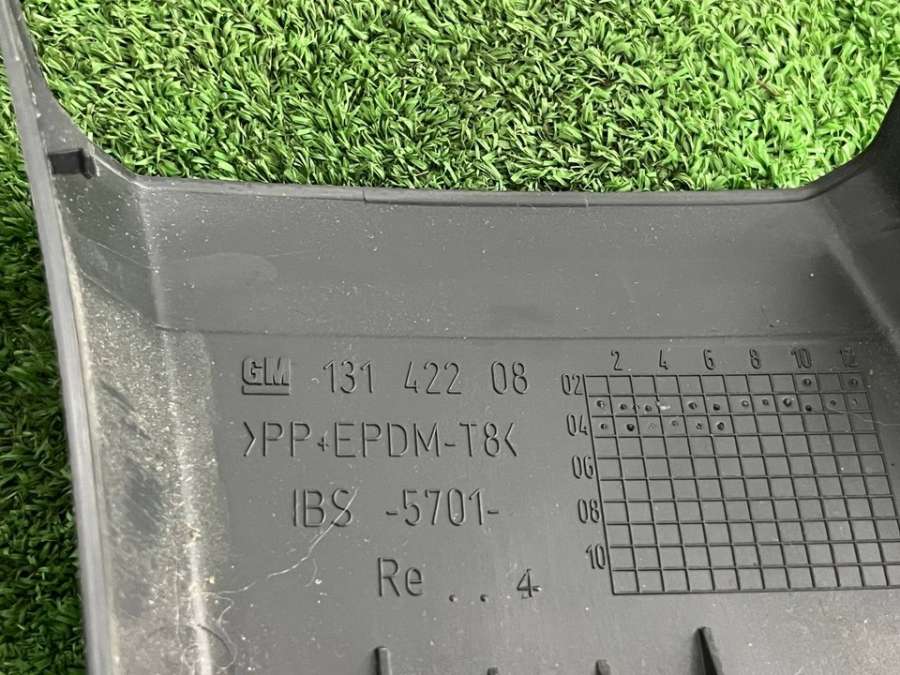 GM 131 422 08
>PP+EPDM-T8<
IBS -5701-
Re . . 4
2 4 6 8 10 12
02
04
06
08
10